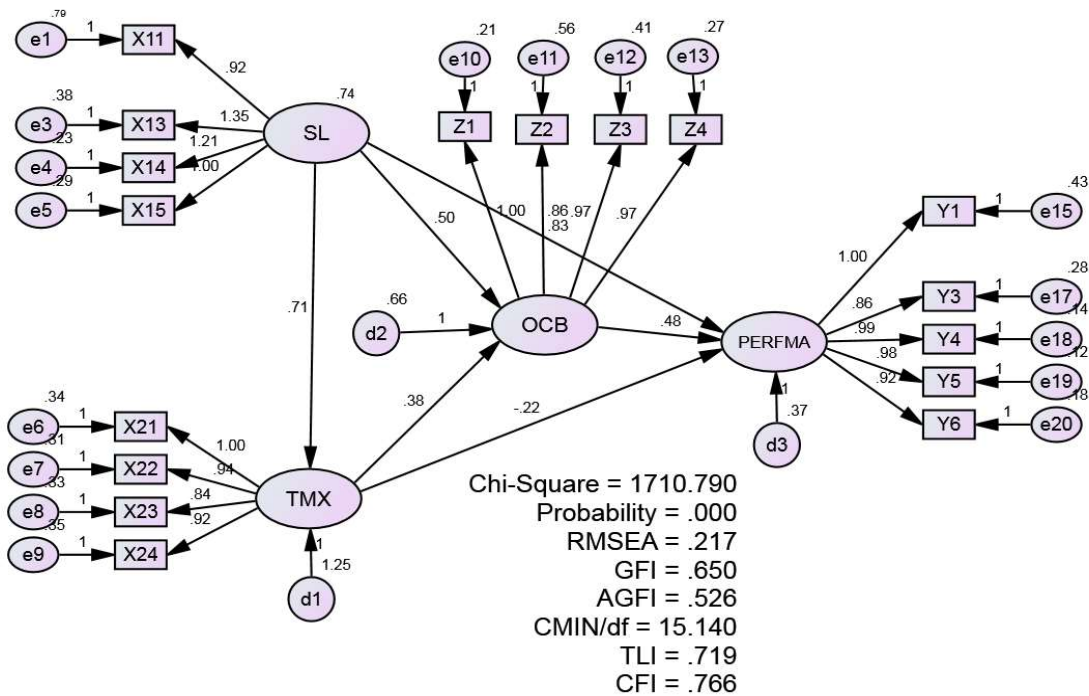 .79
e1
1
X11
.92
.38
e3
1
X13
1.35
.23
e4
1
X14
1.21
.29
e5
1
X15
1.00
.74
SL
.21
e10
1
Z1
.56
e11
1
Z2
.41
e12
1
Z3
.27
e13
1
Z4
1.00
.86
.97
.97
.83
.50
.71
.66
d2
1
OCB
.48
.38
-.22
PERFMA
1
.37
d3
1.00
Y1
1
.43
e15
.86
Y3
1
.28
e17
.99
Y4
1
.14
e18
.98
Y5
1
.12
e19
.92
Y6
1
.18
e20
.34
e6
1
X21
1.00
.31
e7
1
X22
.94
.33
e8
1
X23
.84
.35
e9
1
X24
.92
TMX
1
1.25
d1
Chi-Square = 1710.790
Probability = .000
RMSEA = .217
GFI = .650
AGFI = .526
CMIN/df = 15.140
TLI = .719
CFI = .766